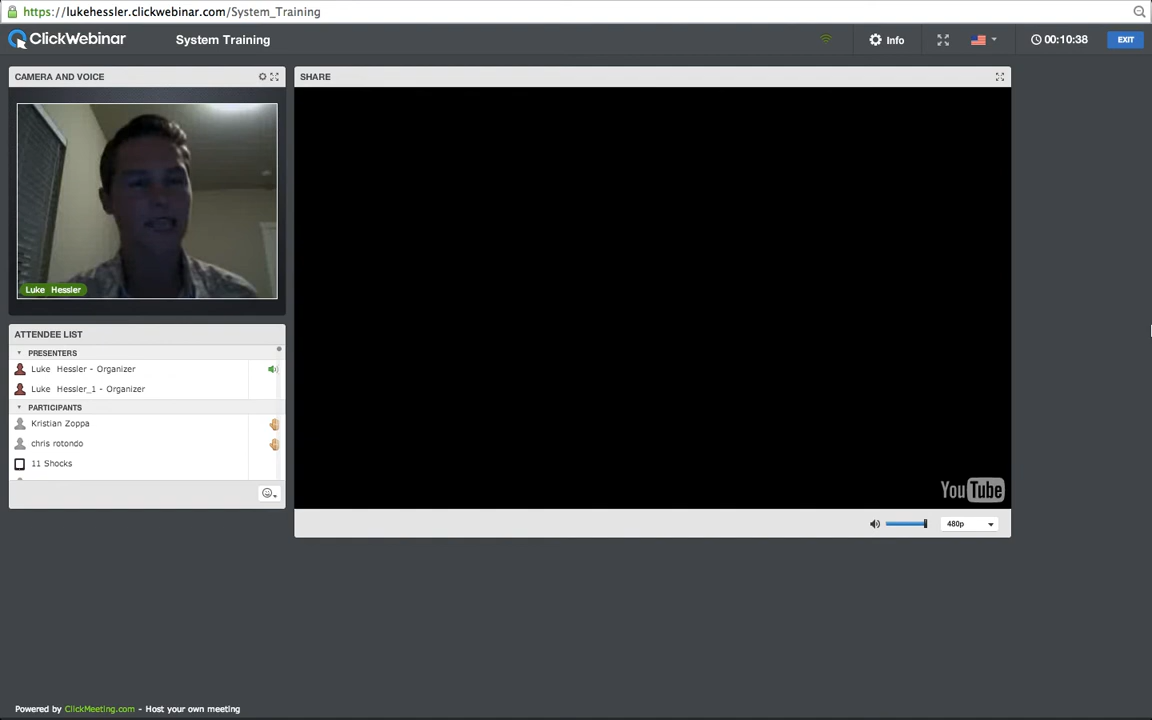 https://lukehessler.clickwebinar.com/System_Training
ClickWebinar
System Training
Info
00:10:38
EXIT
CAMERA AND VOICE
Luke Hessler
ATTENDEE LIST
PRESENTERS
Luke Hessler - Organizer
Luke Hessler_1 - Organizer
PARTICIPANTS
Kristian Zoppa
chris rotondo
11 Shocks
SHARE
YouTube
480p
Powered by ClickMeeting.com - Host your own meeting